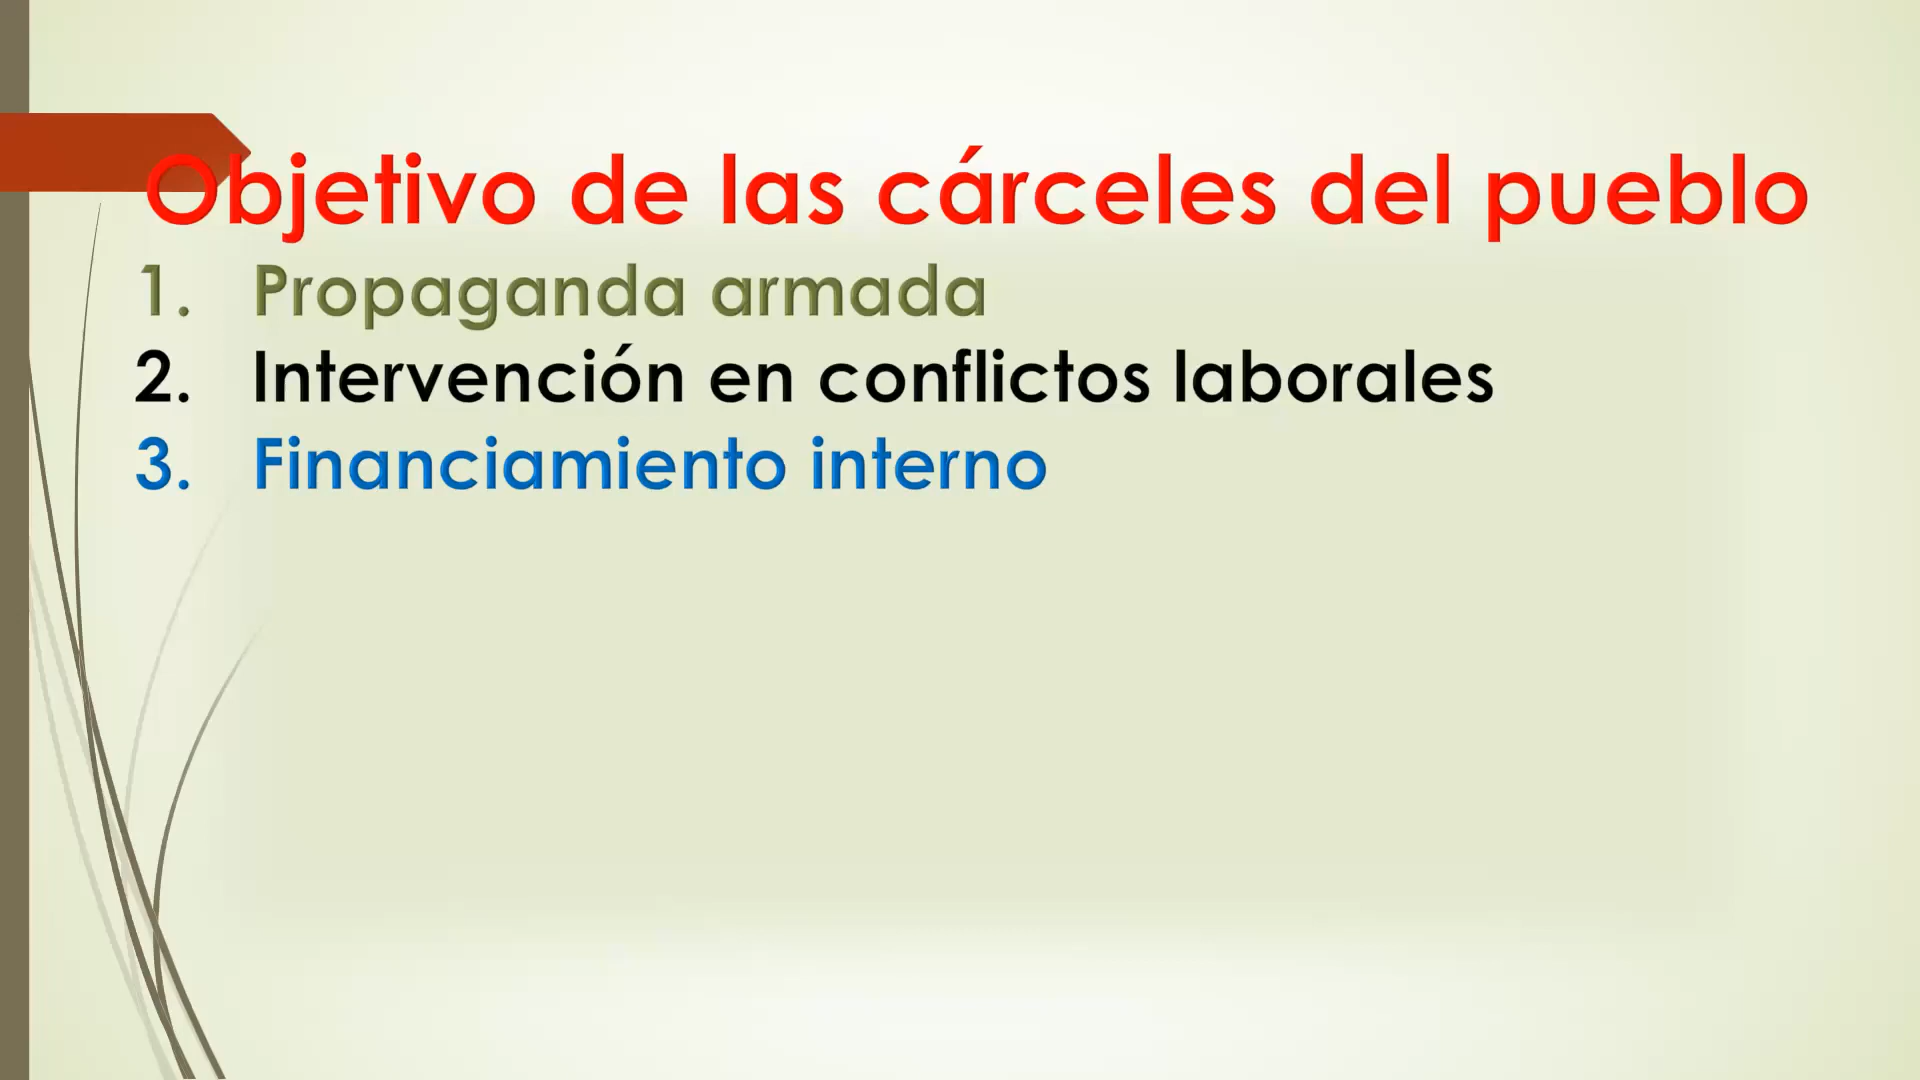 Objetivo de las cárceles del pueblo
1. Propaganda armada
2. Intervención en conflictos laborales
3. Financiamiento interno